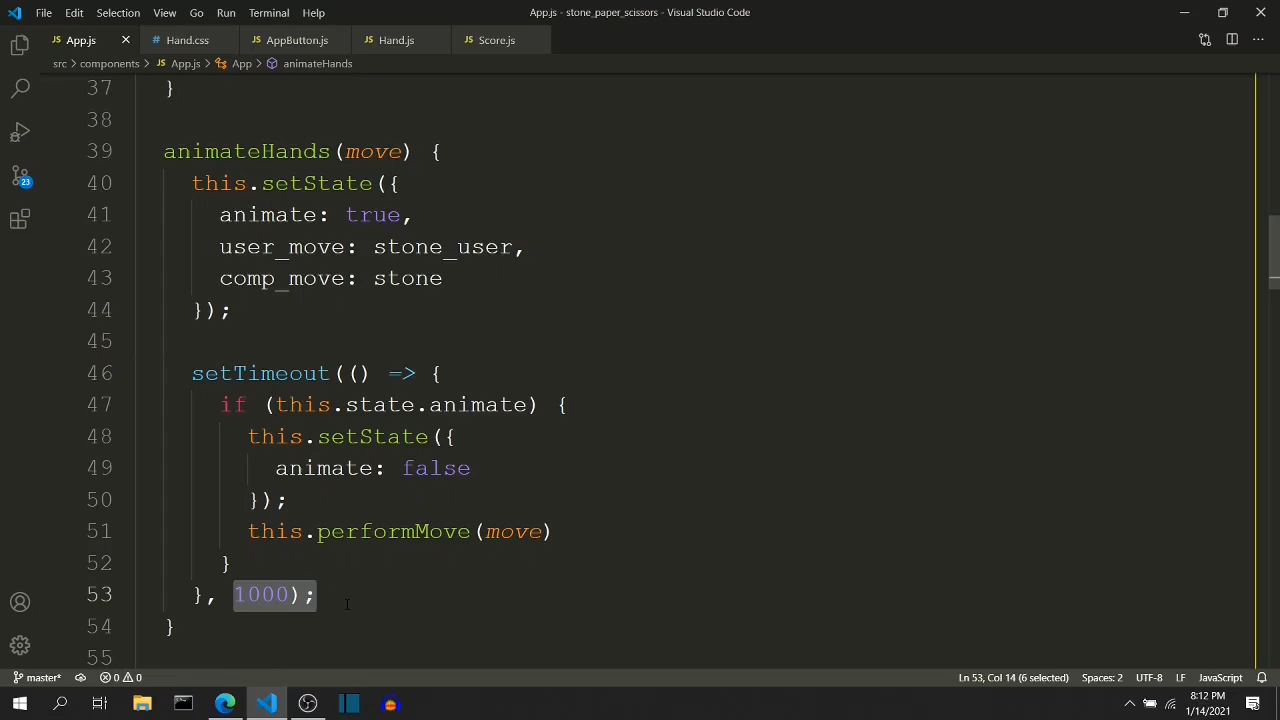 File Edit Selection View Go Run Terminal Help App.js - stone_paper_scissors - Visual Studio Code
App.js Hand.css AppButton.js Hand.js Score.js
src components App.js App animateHands
37 }
38
39 animateHands(move) {
40 this.setState({
41 animate: true,
42 user_move: stone_user,
43 comp_move: stone
44 });
45
46 setTimeout(() => {
47 if (this.state.animate) {
48 this.setState({
49 animate: false
50 });
51 this.performMove(move)
52 }
53 }, 1000);
54 }
55
23
master* 0 0 Ln 53, Col 14 (6 selected) Spaces: 2 UTF-8 LF JavaScript
8:12 PM
1/14/2021